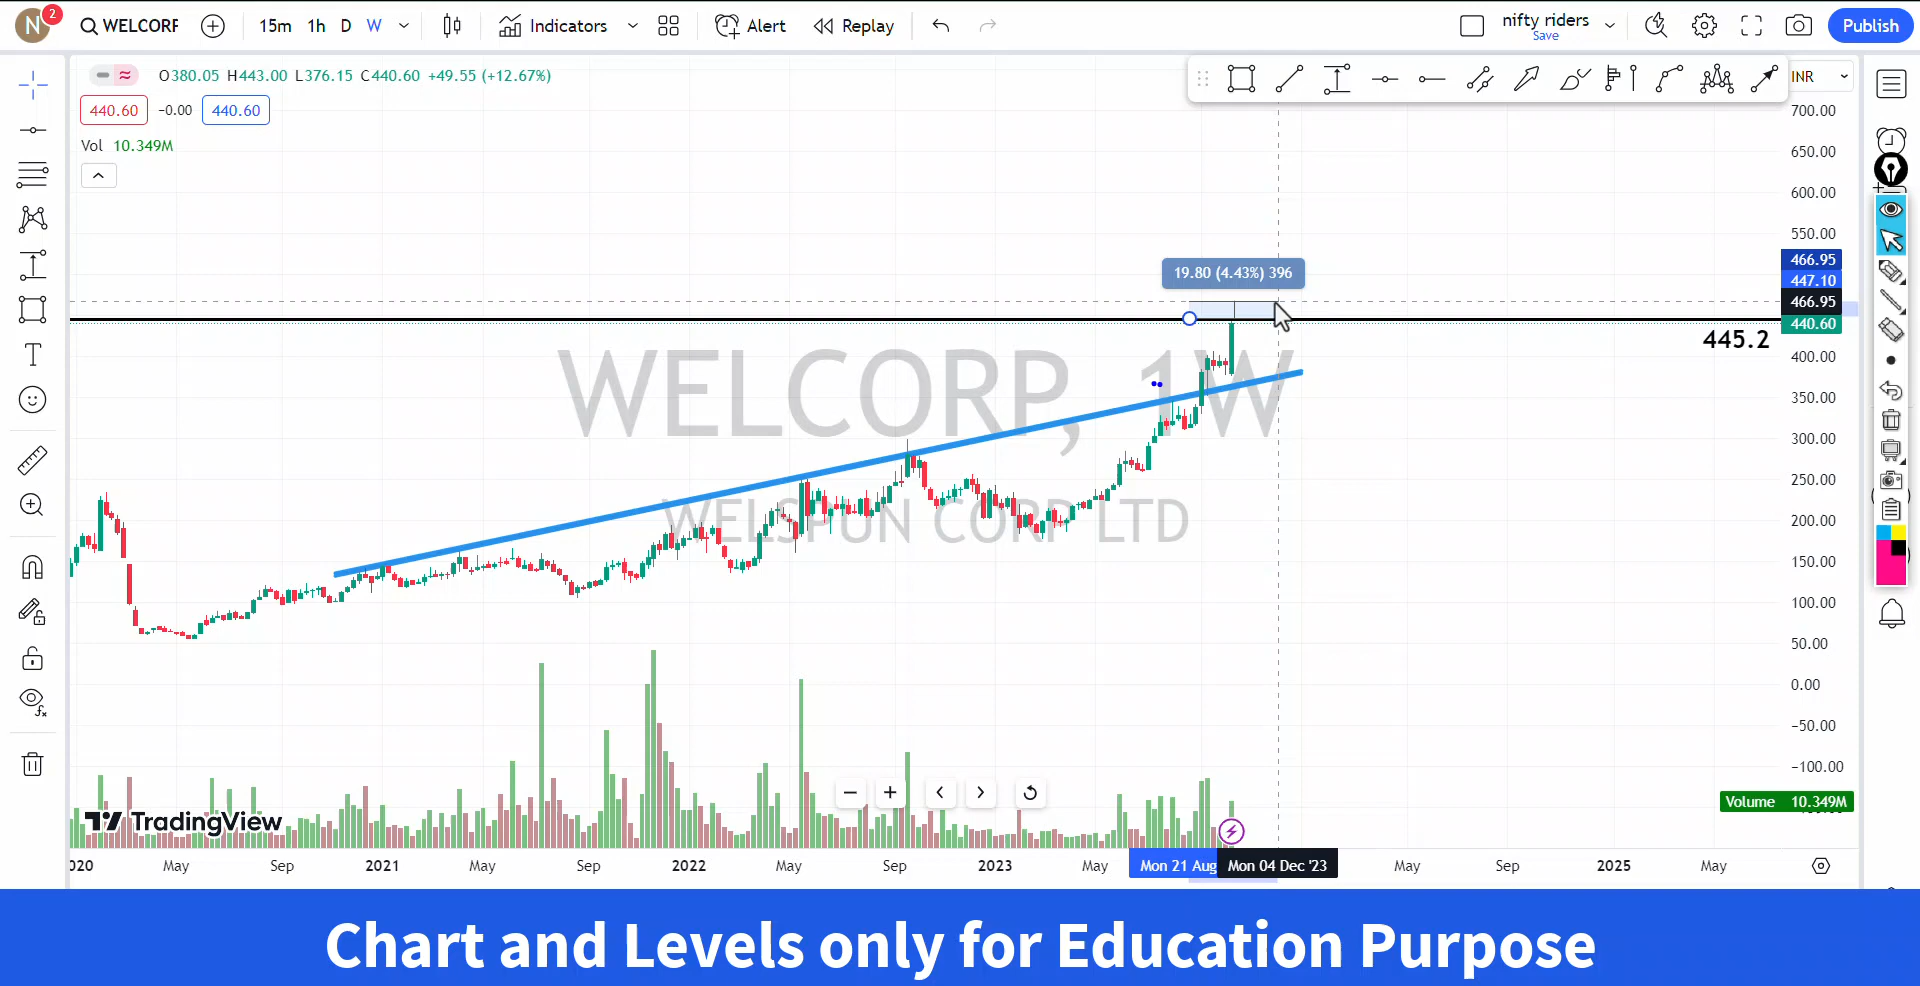 N 2 WELCORP 15m 1h D W Indicators Alert Replay nifty riders Save Publish
O380.05 H443.00 L376.15 C440.60 +49.55 (+12.67%) INR
440.60 −0.00 440.60
Vol 10.349M
700.00
650.00
600.00
550.00
466.95
19.80 (4.43%) 396
447.10
466.95
440.60
445.2
400.00
350.00
300.00
250.00
200.00
150.00
100.00
50.00
0.00
−50.00
−100.00
WELCORP, 1W
WELSPUN CORP LTD
Volume 10.349M
TradingView
2020 May Sep 2021 May Sep 2022 May Sep 2023 May Mon 21 Aug Mon 04 Dec '23 May Sep 2025 May
Chart and Levels only for Education Purpose